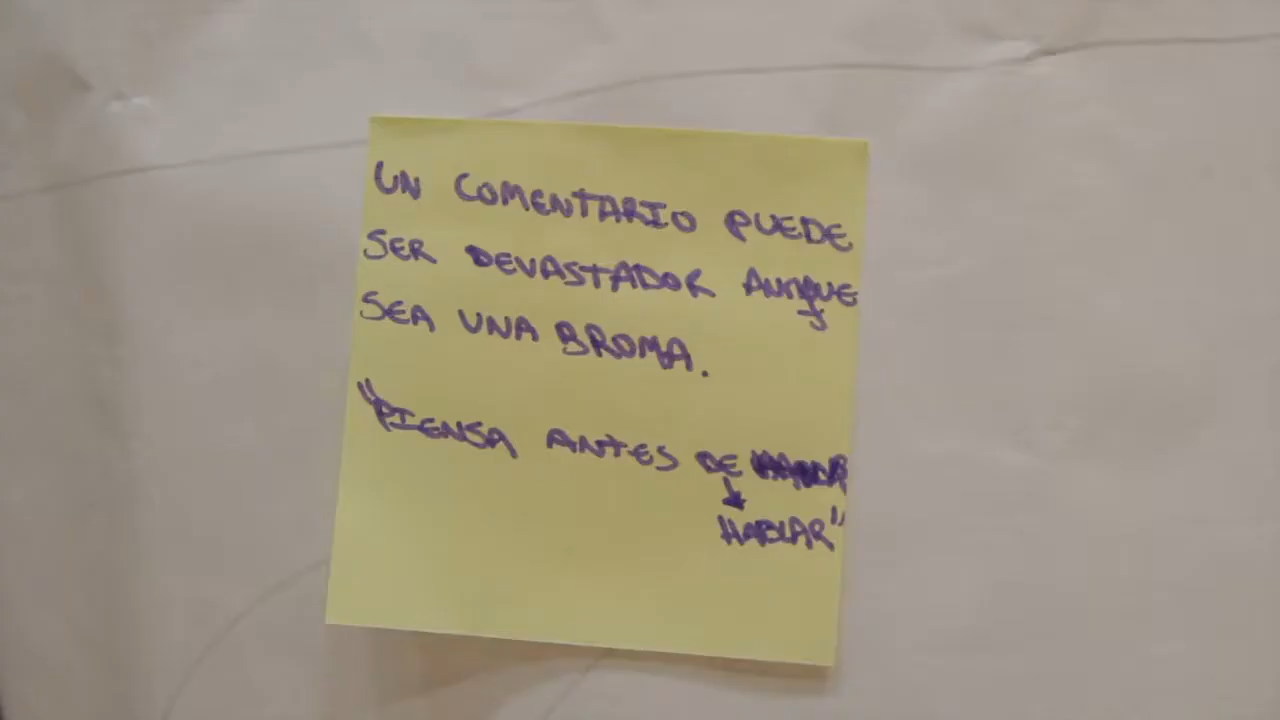 UN COMENTARIO PUEDE
SER DEVASTADOR AUNQUE
SEA UNA BROMA.
"PIENSA ANTES DE
HABLAR"